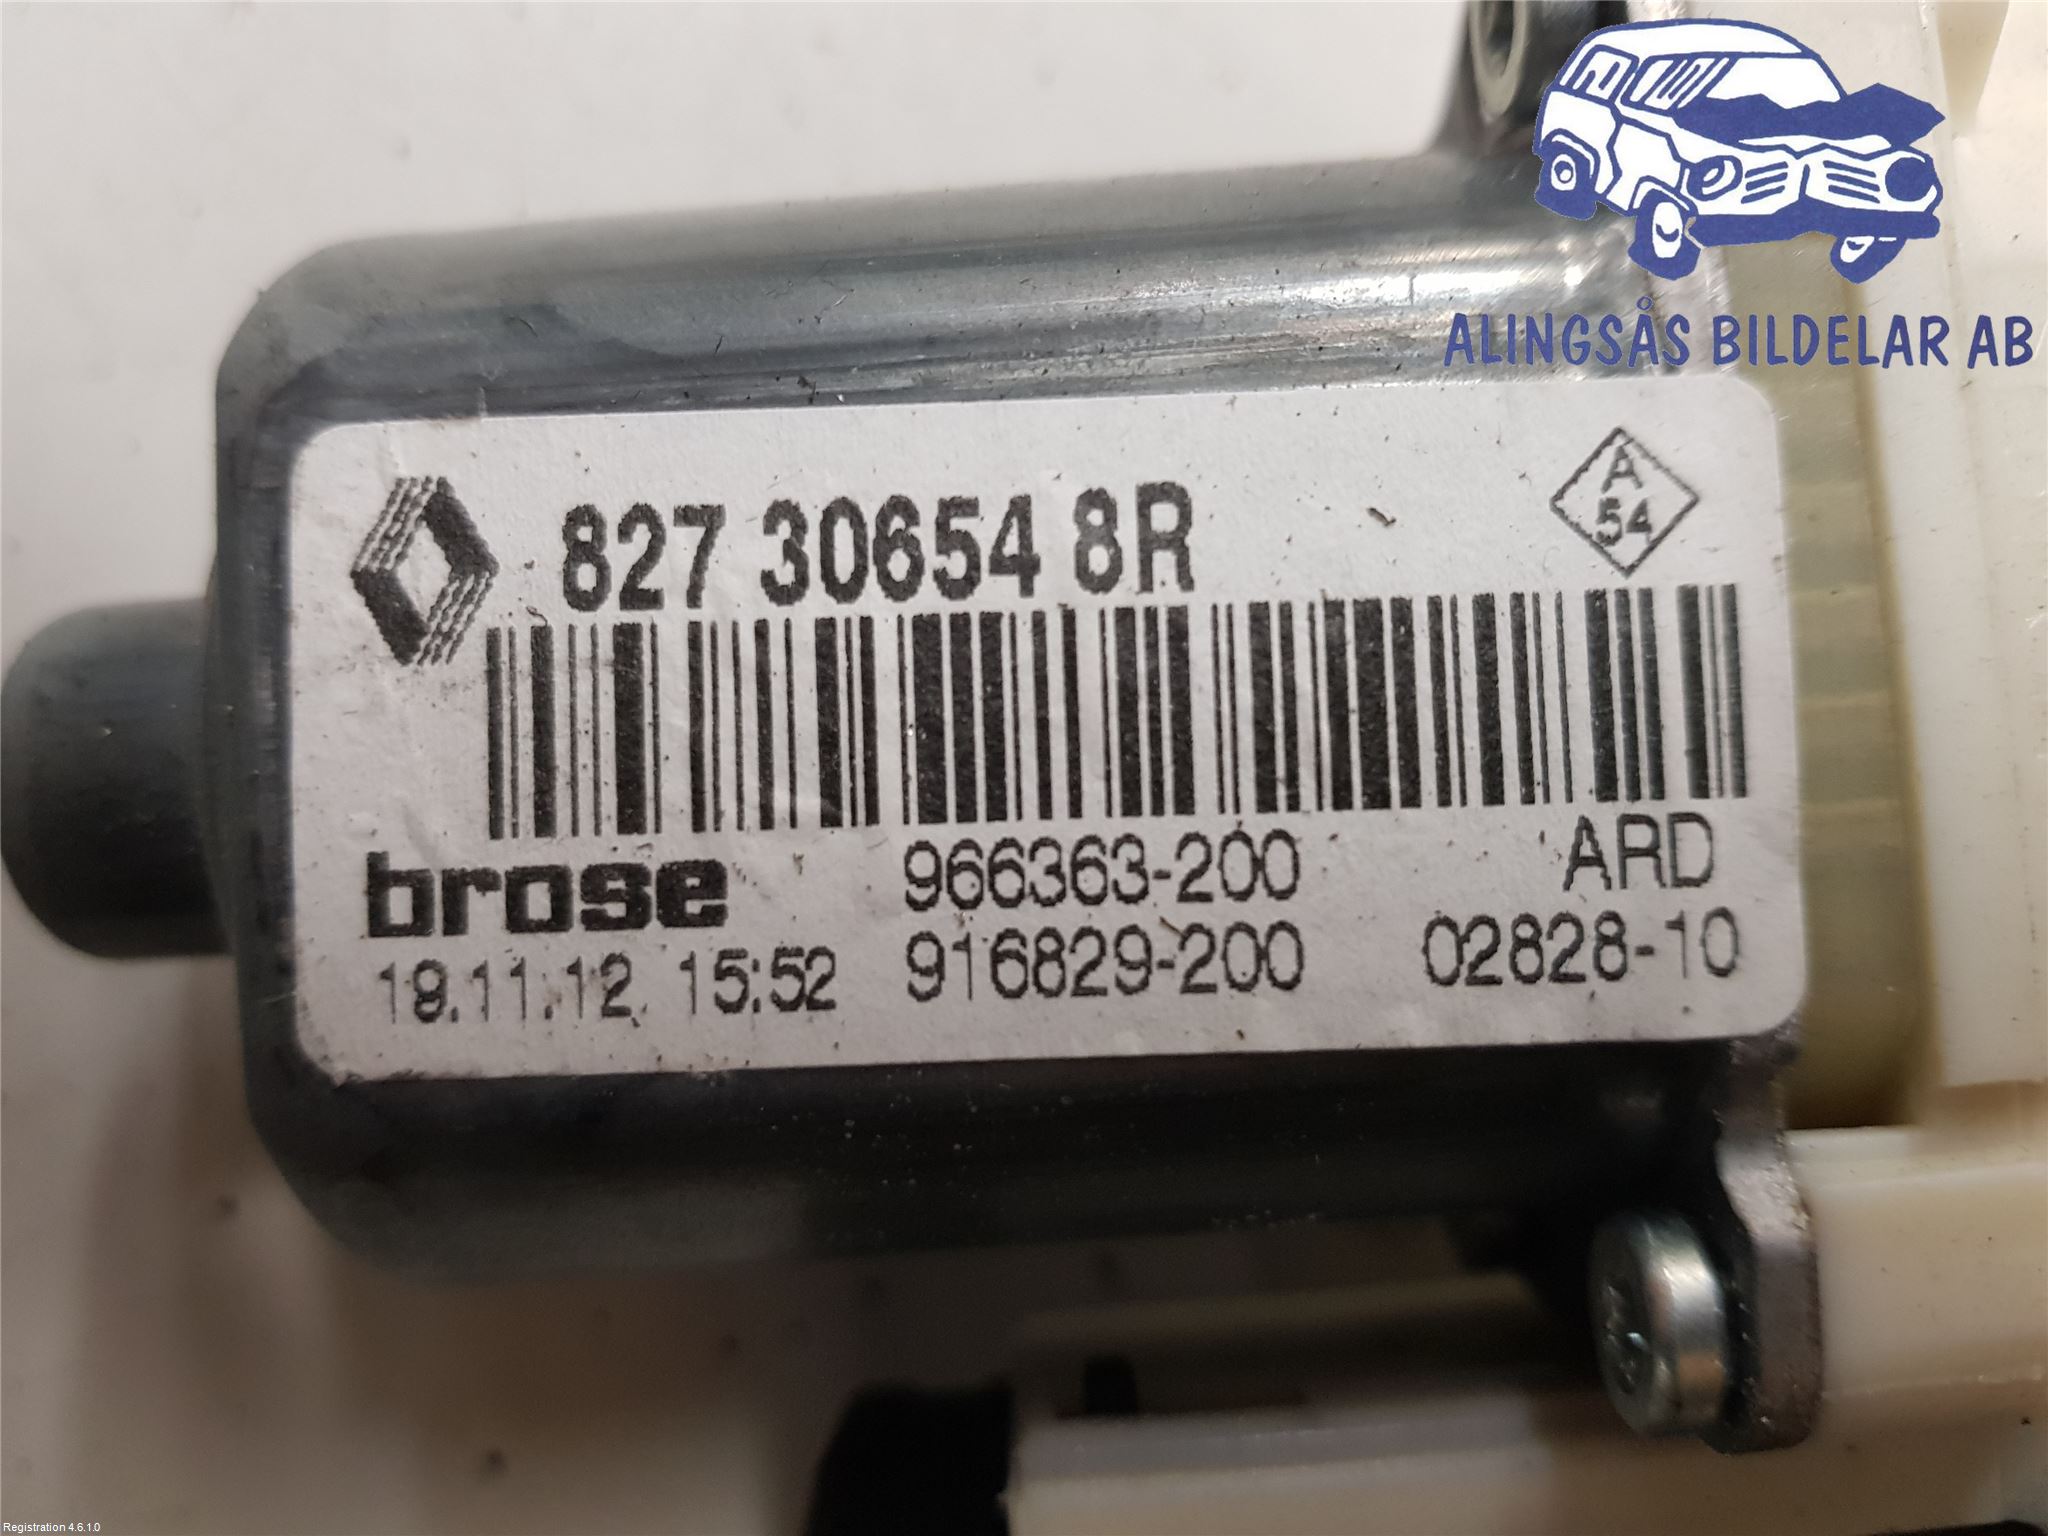 ALINGSÅS BILDELAR AB
827 30654 8R
A
54
brose 966363-200 ARD
19.11.12 15:52 916829-200 02828-10
Registration 4.6.1.0